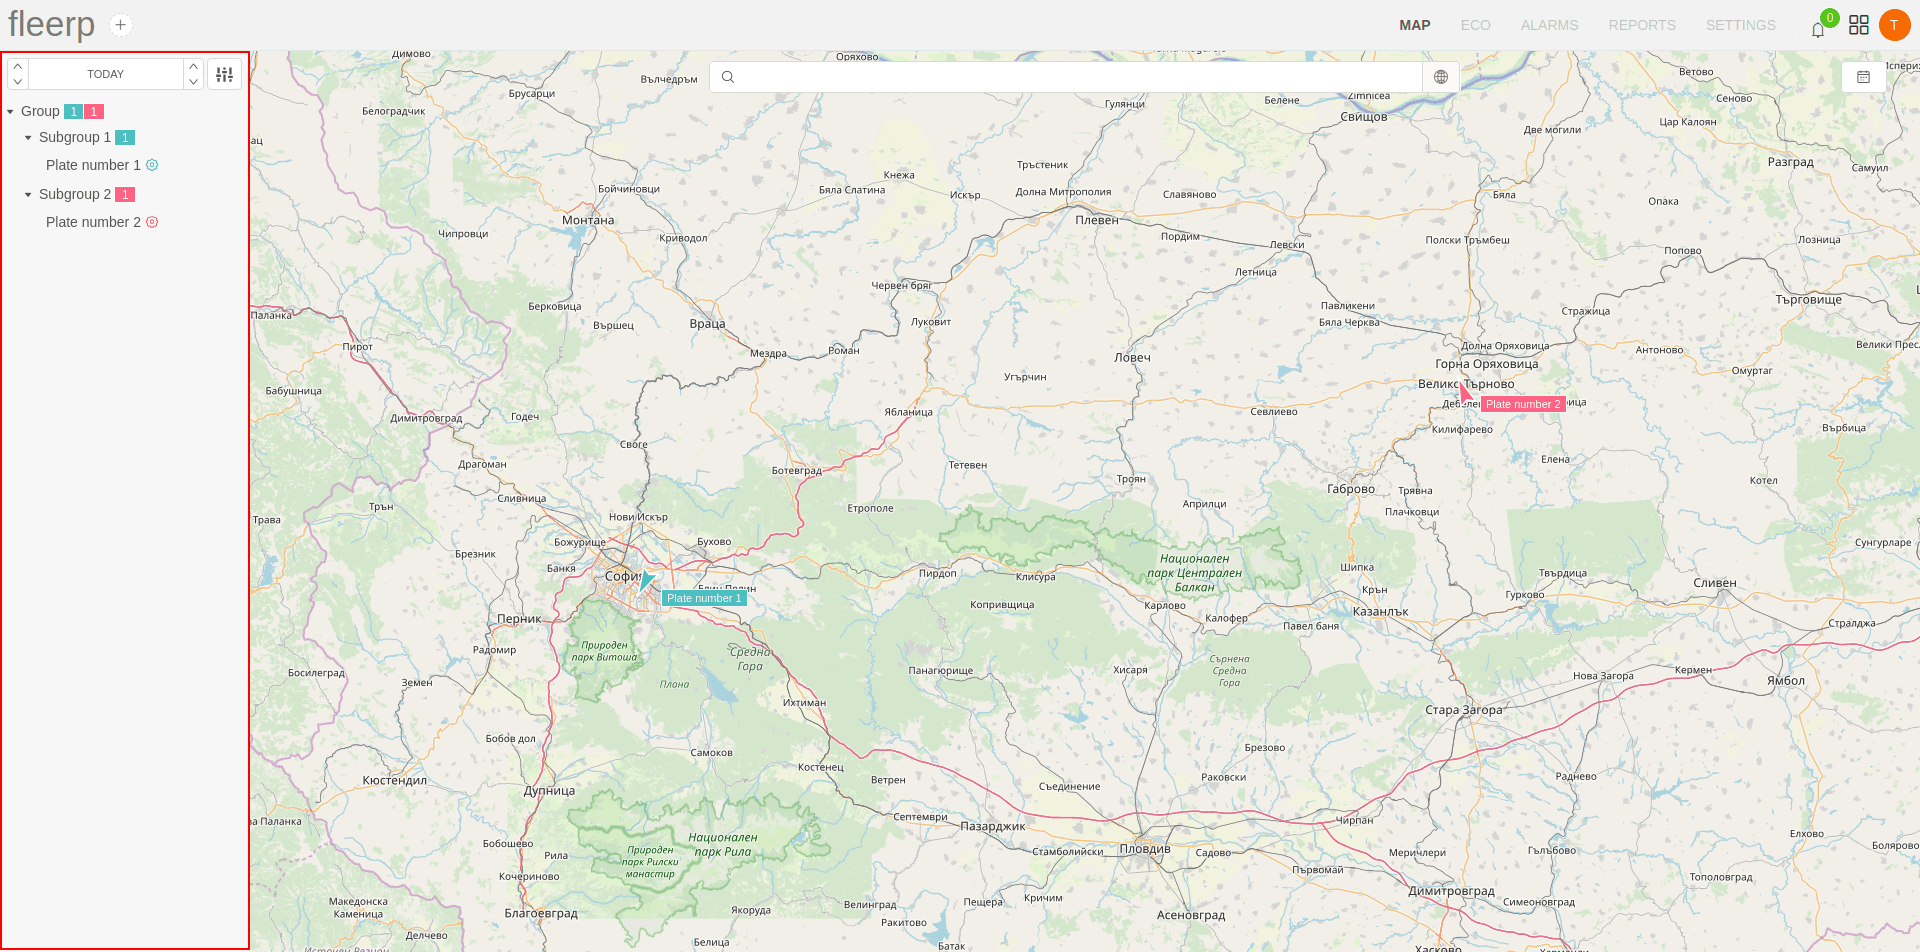 fleerp
+
MAP ECO ALARMS REPORTS SETTINGS 0 T
TODAY
Group 1 1
Subgroup 1 1
Plate number 1
Subgroup 2 1
Plate number 2
Димово
Оряхово
Вълчедръм
Брусарци
Белоградчик
Гулянци
Белене
Zimnicea
Свищов
Ветово
Сеново
Две могили
Цар Калоян
Разград
Самуил
Тръстеник
Кнежа
Бойчиновци
Бяла Слатина
Искър
Долна Митрополия
Славяново
Бяла
Опака
Монтана
Плевен
Чипровци
Криводол
Пордим
Левски
Полски Тръмбеш
Попово
Лозница
Летница
Червен бряг
Берковица
Павликени
Търговище
Паланка
Вършец
Враца
Луковит
Бяла Черква
Стражица
Пирот
Мездра
Роман
Ловеч
Долна Оряховица
Горна Оряховица
Антоново
Велики Прес
Угърчин
Омуртаг
Бабушница
Велико Търново
Plate number 2
Димитровград
Годеч
Ябланица
Севлиево
Килифарево
Върбица
Своге
Драгоман
Ботевград
Тетевен
Троян
Елена
Котел
Сливница
Габрово
Трявна
Трън
Етрополе
Априлци
Плачковци
Трава
Нови Искър
Божурище
Бухово
Брезник
Сунгурларе
Банкя
София
Пирдоп
Клисура
Национален
парк Централен
Балкан
Шипка
Твърдица
Сливен
Plate number 1
Перник
Копривщица
Карлово
Калофер
Крън
Казанлък
Гурково
Павел баня
Стралджа
Природен
парк Витоша
Радомир
Средна
Гора
Сърнена
Средна
Гора
Босилеград
Земен
Плана
Панагюрище
Хисаря
Кермен
Нова Загора
Ямбол
Ихтиман
Стара Загора
Бобов дол
Самоков
Брезово
Костенец
Ветрен
Раковски
Раднево
Кюстендил
Дупница
Съединение
ва Паланка
Септември
Пазарджик
Чирпан
Елхово
Бобошево
Национален
парк Рила
Рила
Природен
парк Рилски
манастир
Стамболийски
Пловдив
Садово
Меричлери
Гълъбово
Болярово
Кочериново
Първомай
Димитровград
Тополовград
Македонска
Каменица
Благоевград
Якоруда
Велинград
Пещера
Кричим
Асеновград
Симеоновград
Делчево
Белица
Ракитово
Батак
Хасково